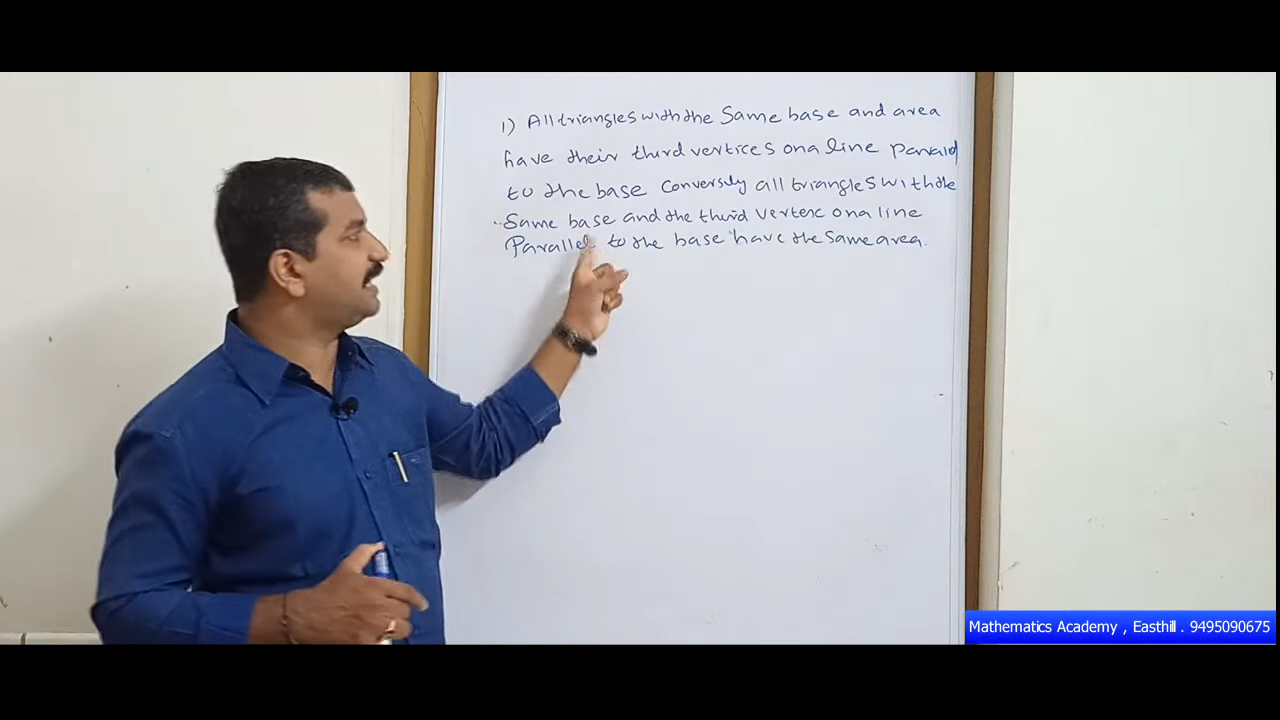 1) All triangles with the Same base and area
have their third vertices on a line parallel
to the base conversly all triangles with the
Same base and the third vertex on a line
Parallel to the base have the same area.
Mathematics Academy , Easthill . 9495090675